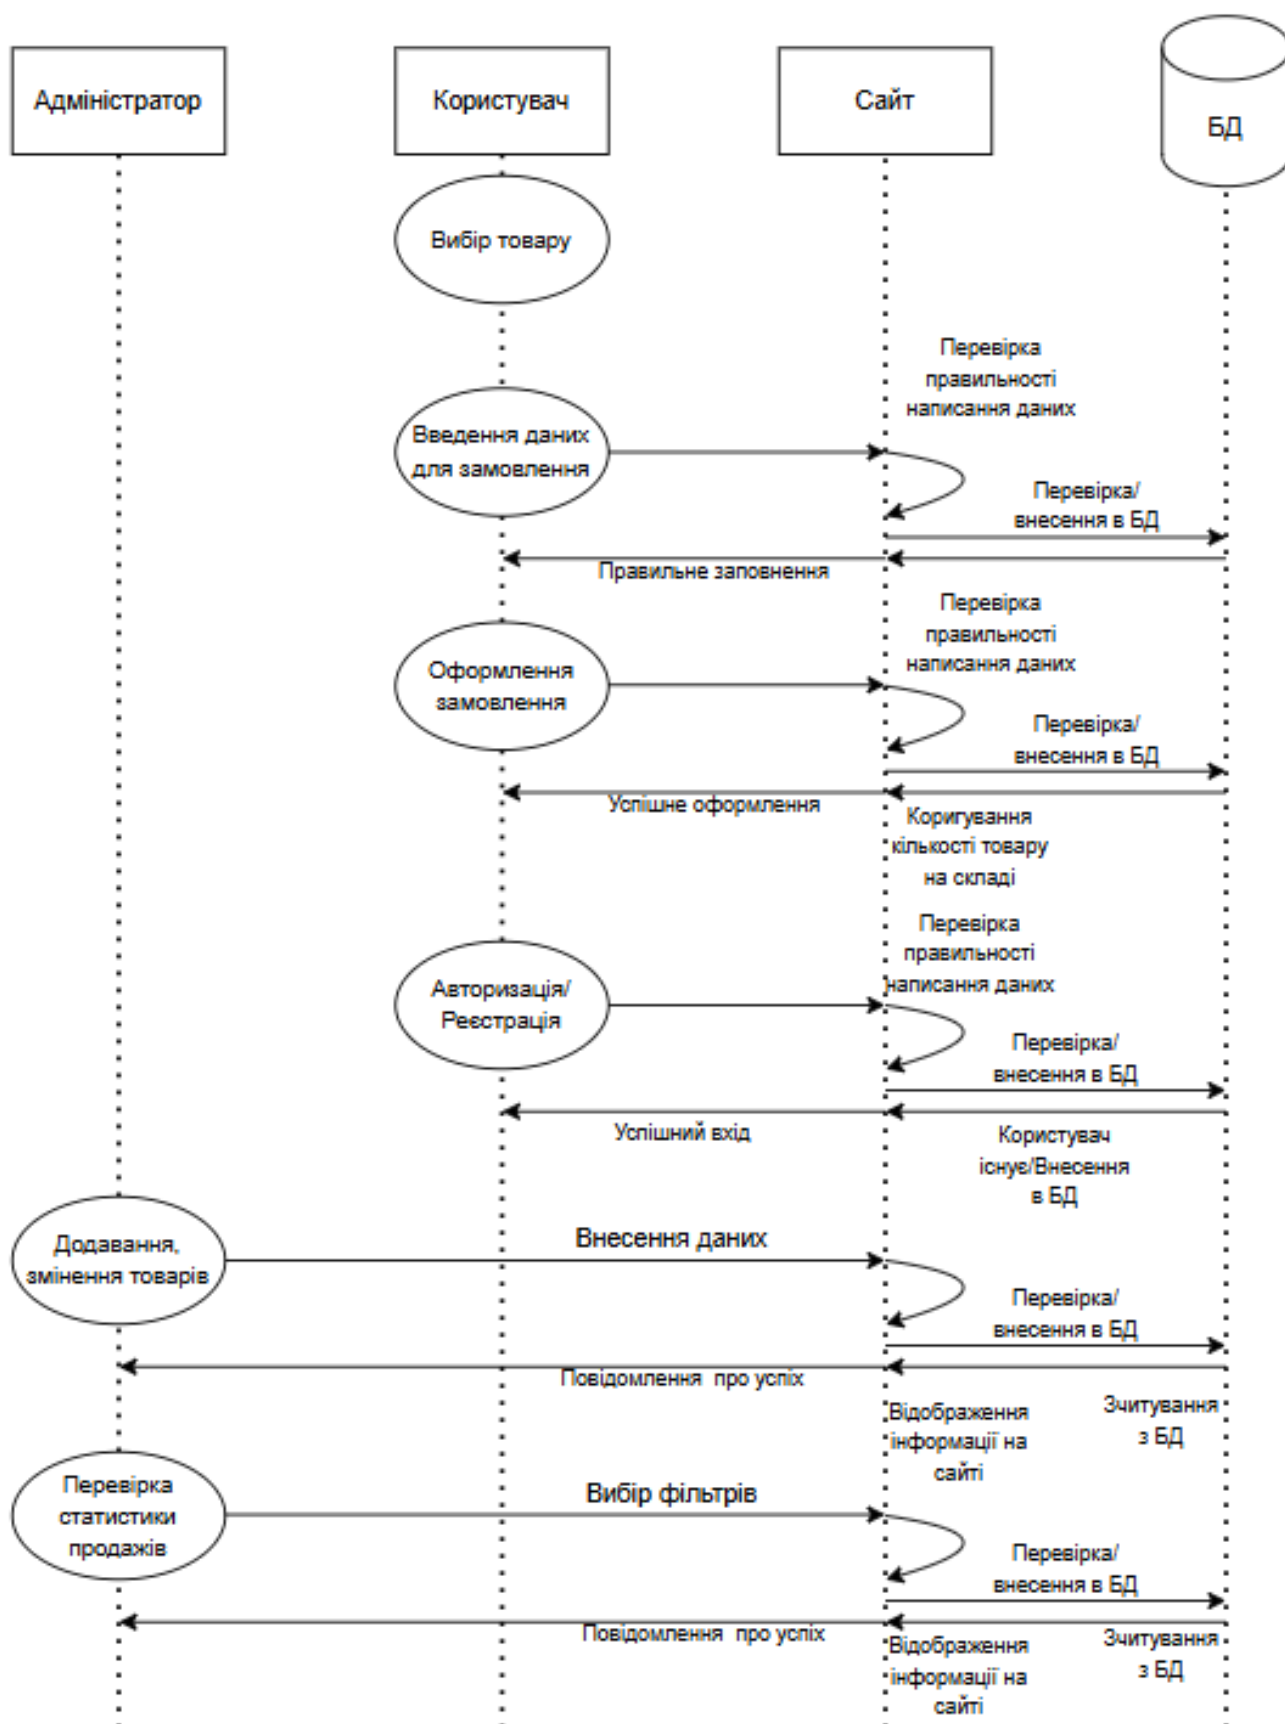 Адміністратор
Користувач
Сайт
БД
Вибір товару
Перевірка
правильності
написання даних
Введення даних
для замовлення
Перевірка/
внесення в БД
Правильне заповнення
Перевірка
правильності
написання даних
Оформлення
замовлення
Перевірка/
внесення в БД
Успішне оформлення
Коригування
кількості товару
на складі
Перевірка
правильності
написання даних
Авторизація/
Реєстрація
Перевірка/
внесення в БД
Успішний вхід
Користувач
існує/Внесення
в БД
Додавання,
змінення товарів
Внесення даних
Перевірка/
внесення в БД
Повідомлення про успіх
Відображення
інформації на
сайті
Зчитування
з БД
Перевірка
статистики
продажів
Вибір фільтрів
Перевірка/
внесення в БД
Повідомлення про успіх
Відображення
інформації на
сайті
Зчитування
з БД